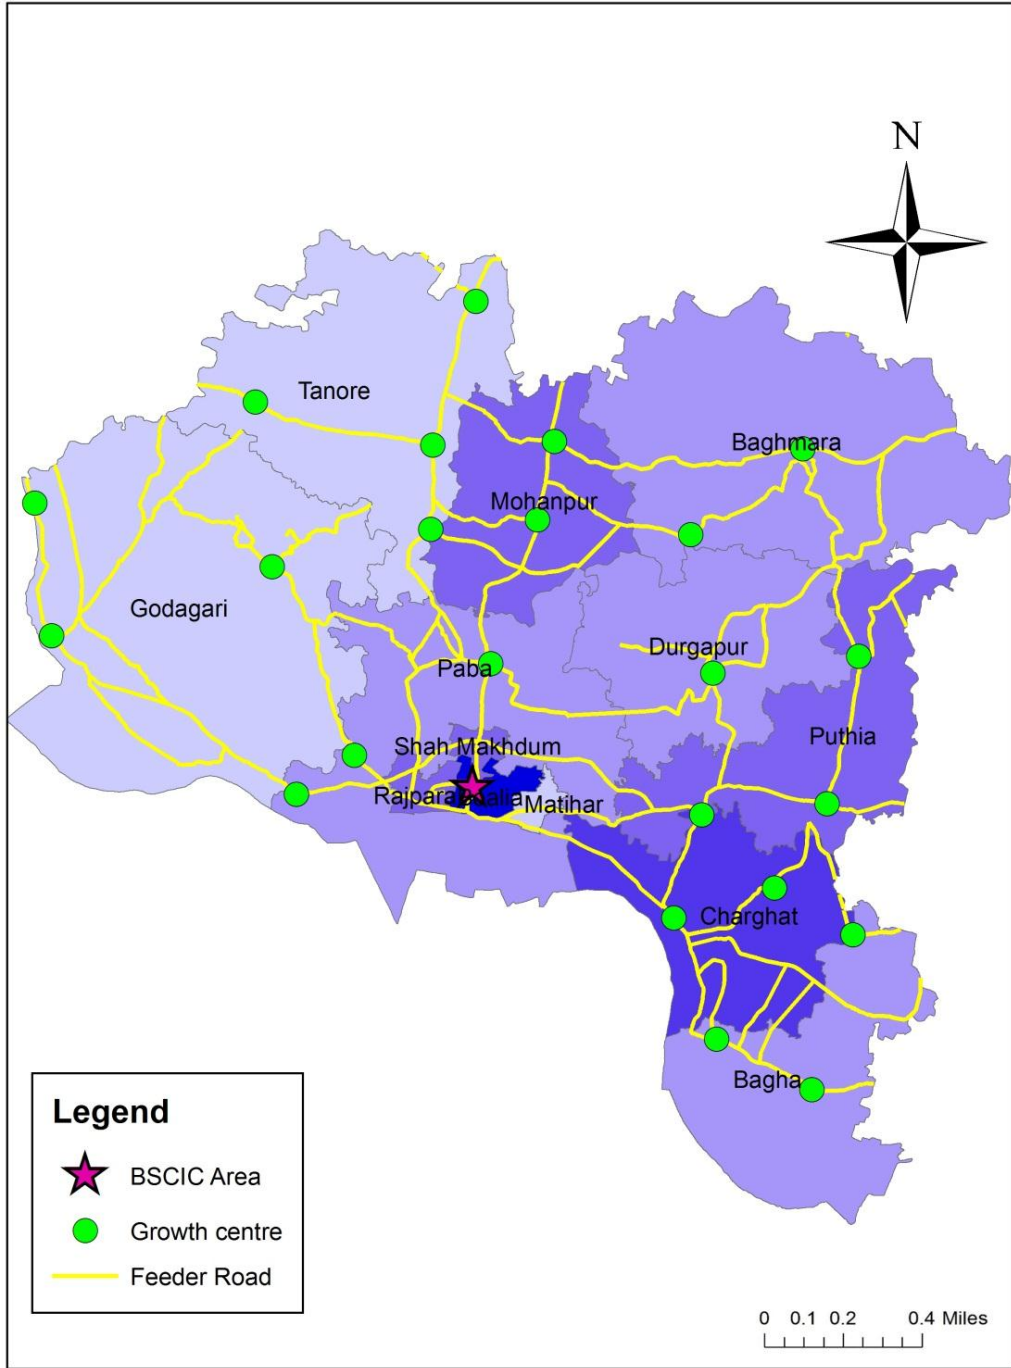 N
Tanore
Baghmara
Mohanpur
Godagari
Durgapur
Paba
Puthia
Shah Makhdum
Matihar
Charghat
Bagha
Legend
BSCIC Area
Growth centre
Feeder Road
0 0.1 0.2 0.4 Miles